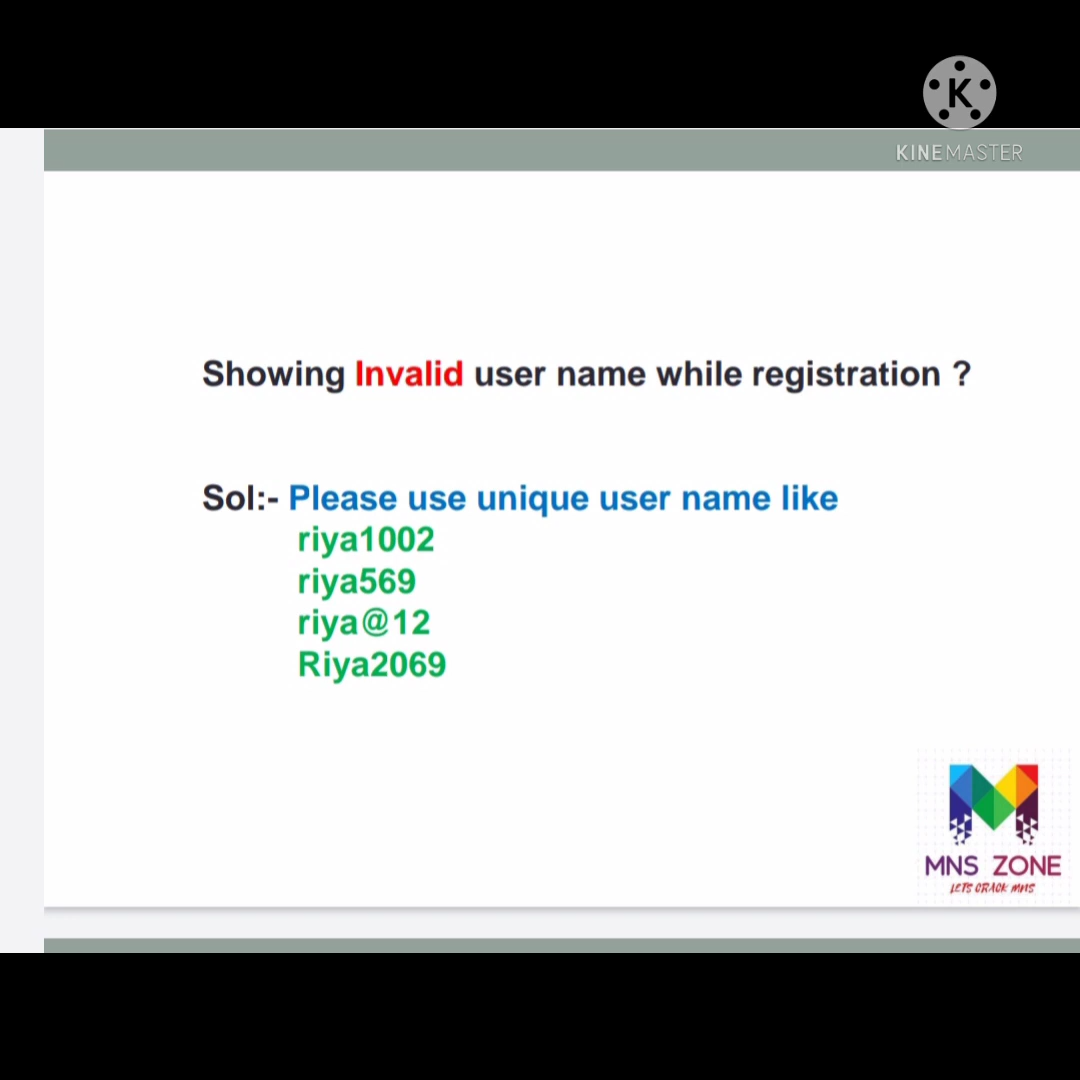 K
KINEMASTER
Showing Invalid user name while registration ?
Sol:- Please use unique user name like
riya1002
riya569
riya@12
Riya2069
MNS ZONE
LETS CRACK MNS